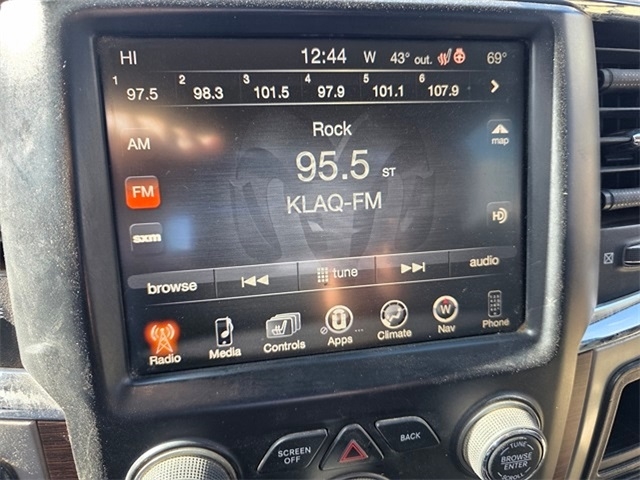 HI 12:44 W 43° out. 69°
1 97.5 2 98.3 3 101.5 4 97.9 5 101.1 6 107.9
Rock
AM map
95.5 ST
FM KLAQ-FM
HD
sxm
browse tune audio
Radio Media Controls Apps Climate W Nav Phone
SCREEN OFF BACK
TUNE
BROWSE
ENTER
SCROLL